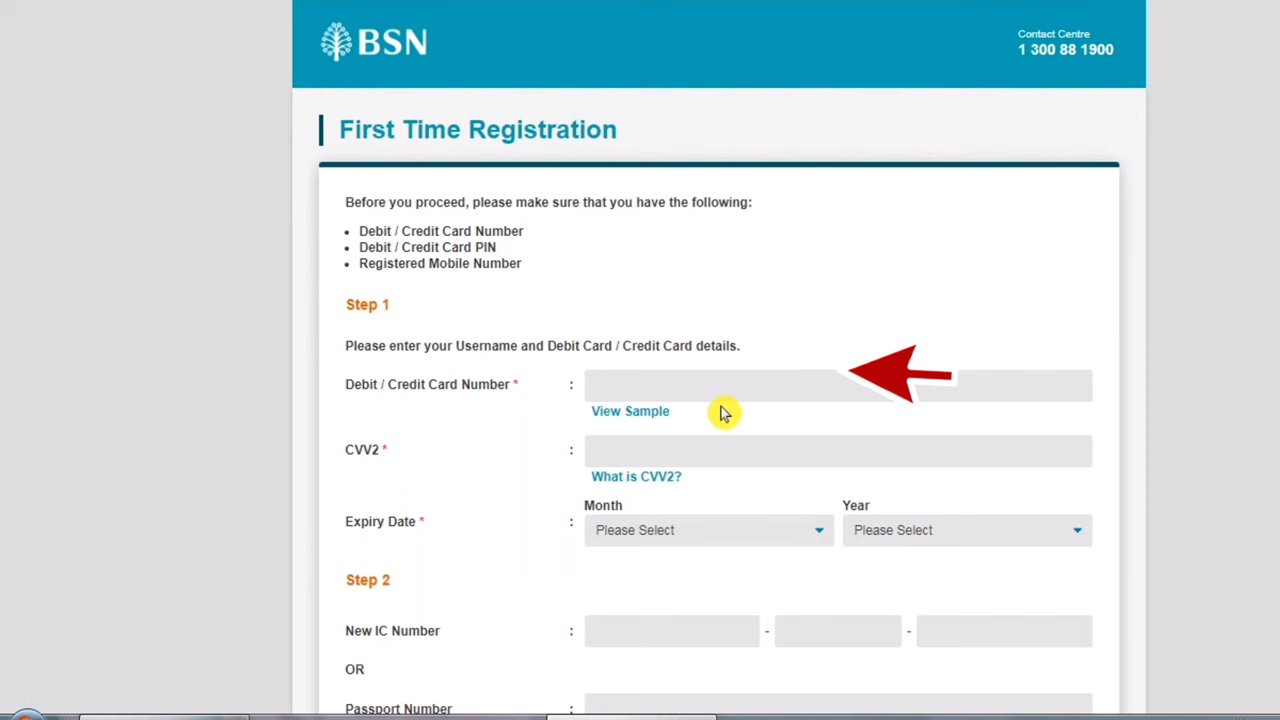 BSN
Contact Centre
1 300 88 1900
First Time Registration
Before you proceed, please make sure that you have the following:
• Debit / Credit Card Number
• Debit / Credit Card PIN
• Registered Mobile Number
Step 1
Please enter your Username and Debit Card / Credit Card details.
Debit / Credit Card Number * :
View Sample
CVV2 * :
What is CVV2?
Month Year
Expiry Date * : Please Select Please Select
Step 2
New IC Number : - -
OR
Passport Number :